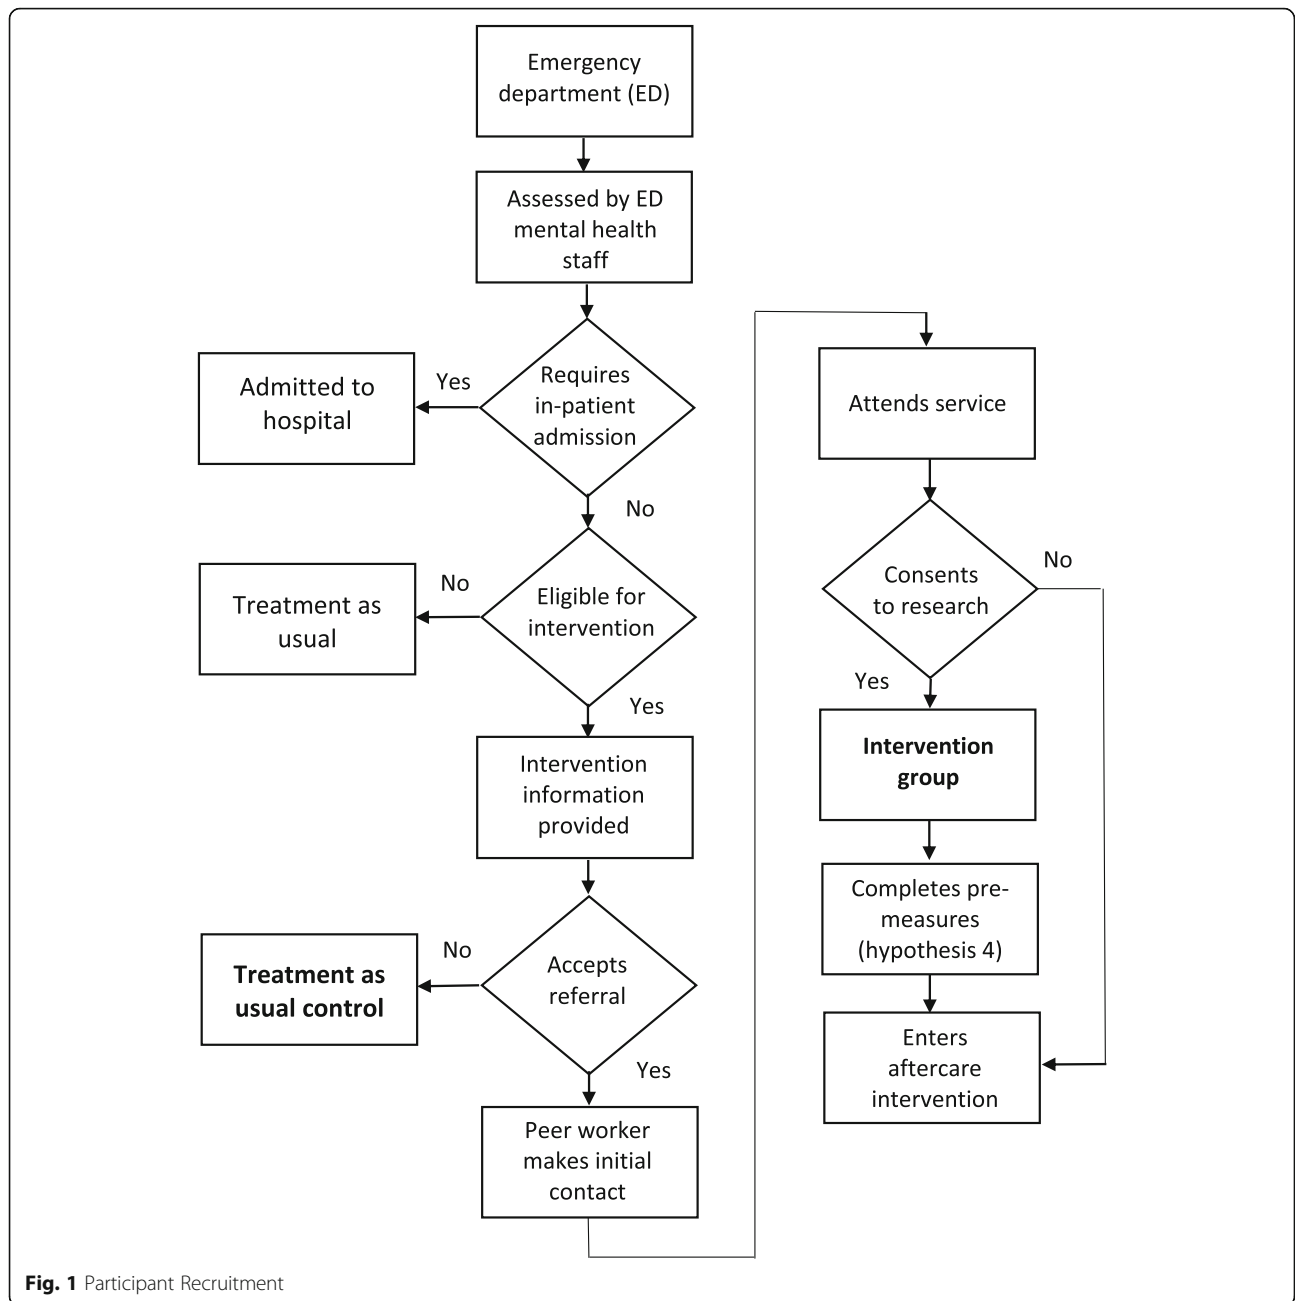 Emergency
department (ED)
Assessed by ED
mental health
staff
Requires
in-patient
admission
Yes
Admitted to
hospital
No
Eligible for
intervention
No
Treatment as
usual
Yes
Intervention
information
provided
Accepts
referral
No
Treatment as
usual control
Yes
Peer worker
makes initial
contact
Attends service
Consents
to research
No
Yes
Intervention
group
Completes pre-
measures
(hypothesis 4)
Enters
aftercare
intervention
Fig. 1 Participant Recruitment